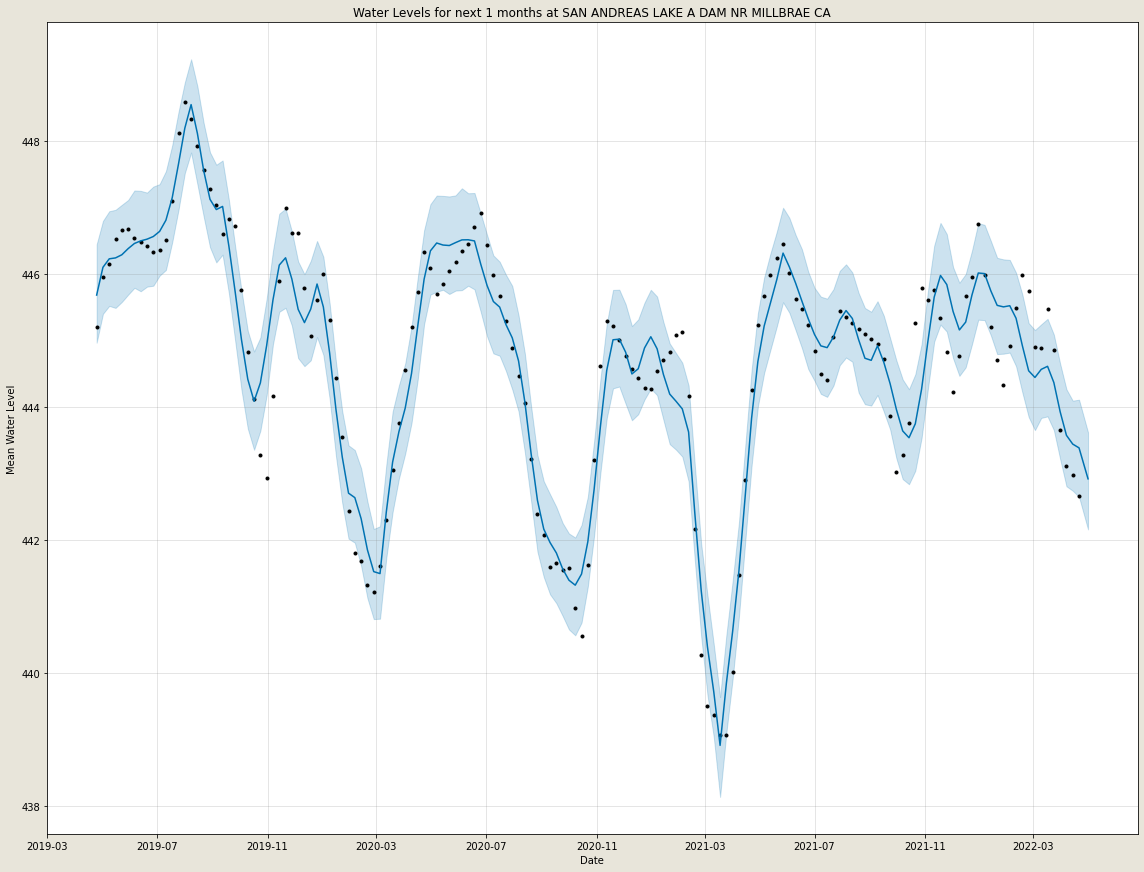 Water Levels for next 1 months at SAN ANDREAS LAKE A DAM NR MILLBRAE CA
Mean Water Level
448
446
444
442
440
438
2019-03 2019-07 2019-11 2020-03 2020-07 2020-11 2021-03 2021-07 2021-11 2022-03
Date